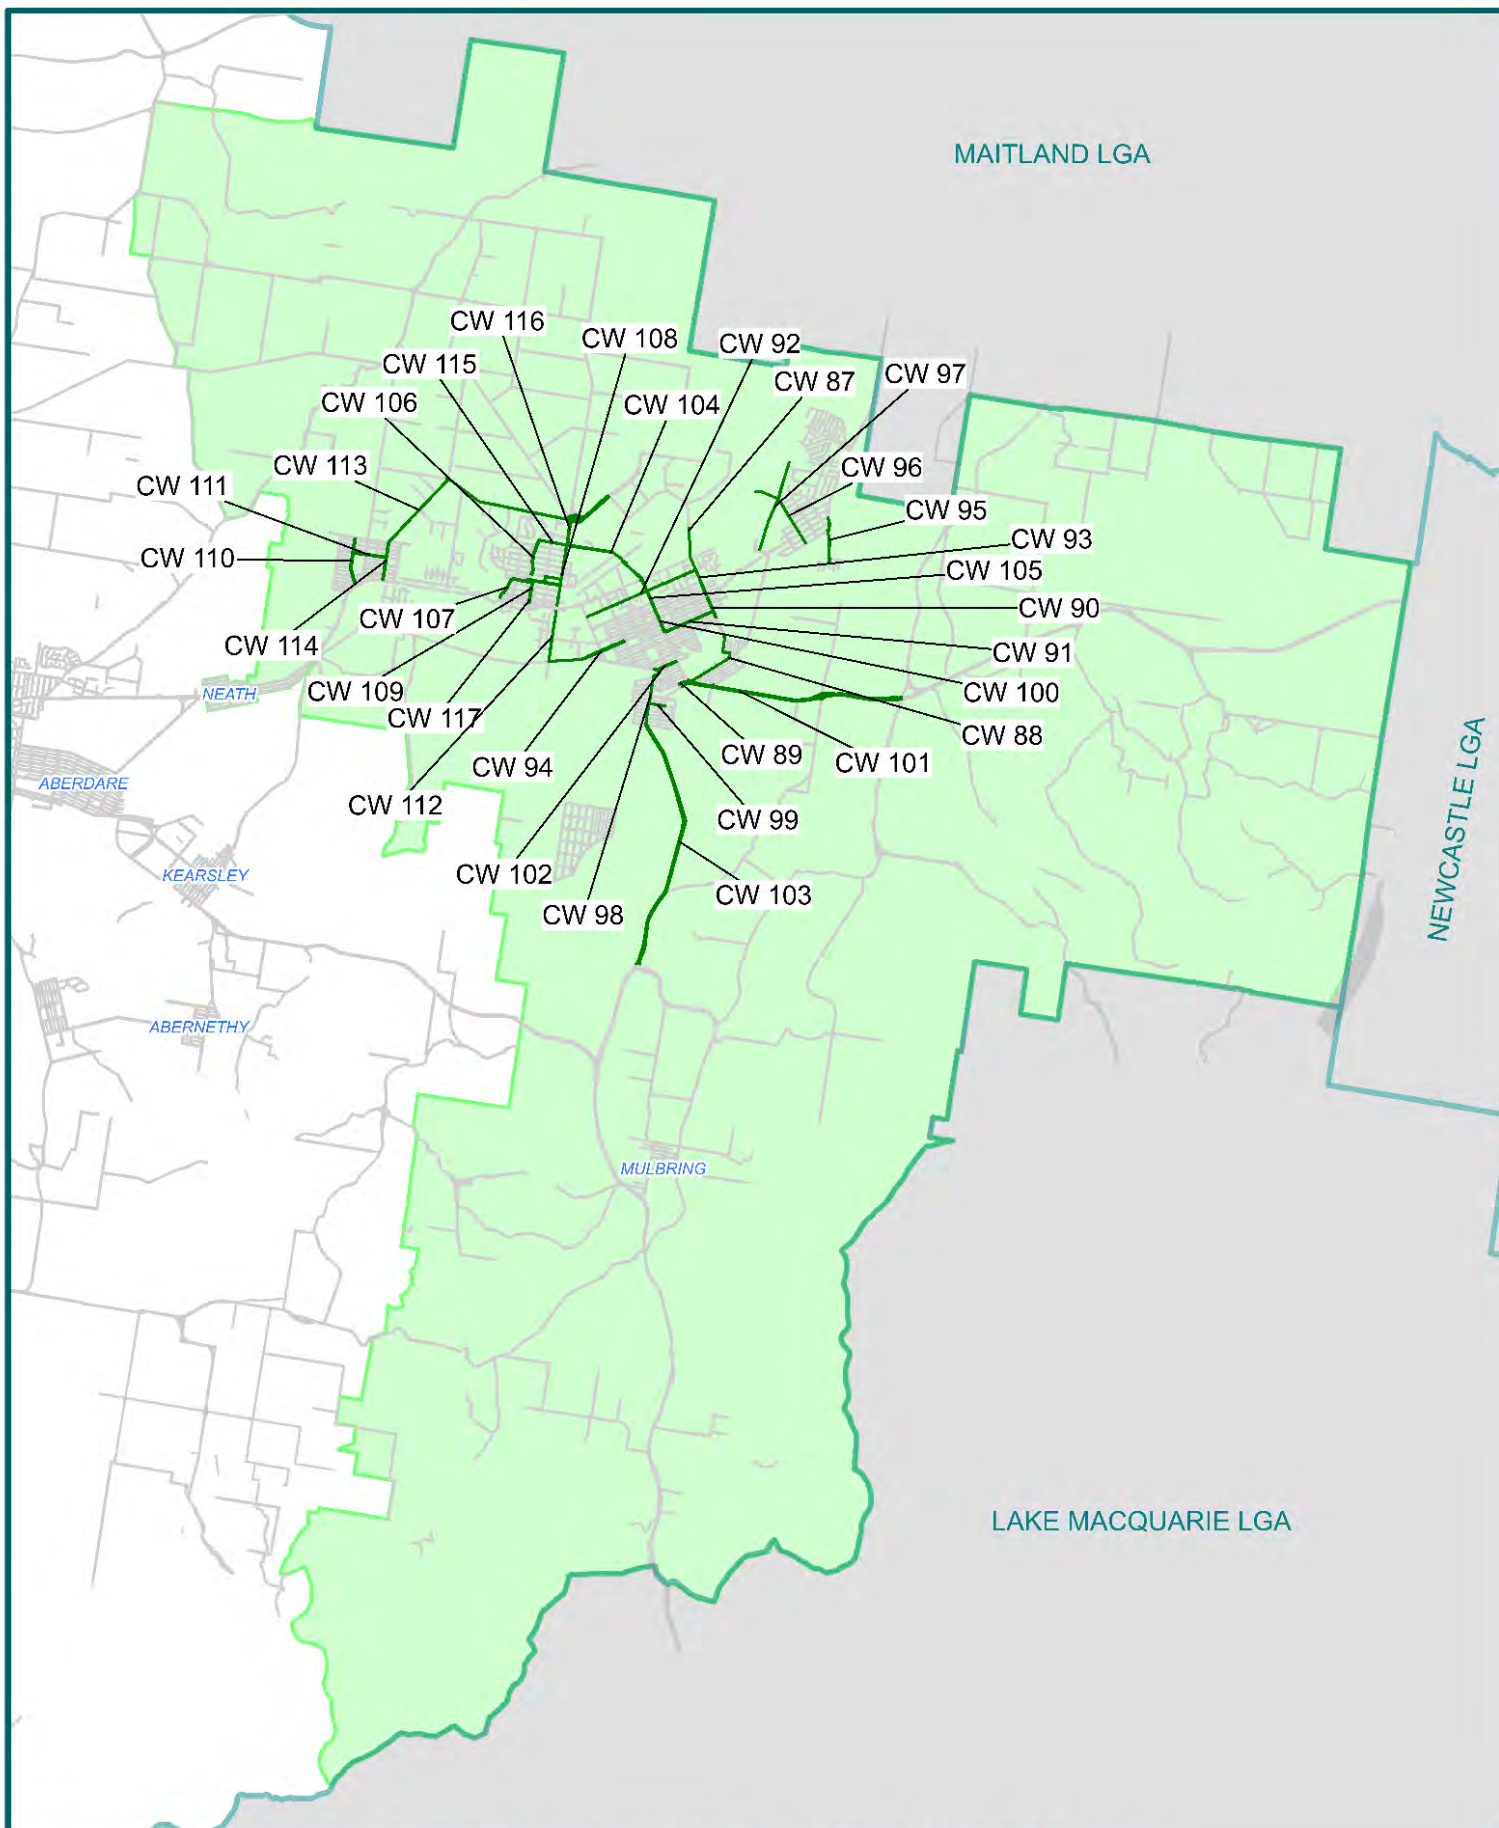 MAITLAND LGA
CW 116
CW 108
CW 92
CW 115
CW 87
CW 97
CW 106
CW 104
CW 113
CW 96
CW 111
CW 95
CW 93
CW 110
CW 105
CW 90
CW 107
CW 114
CW 91
NEATH
CW 109
CW 100
CW 117
CW 88
CW 89
CW 101
CW 94
ABERDARE
CW 112
CW 99
NEWCASTLE LGA
KEARSLEY
CW 102
CW 103
CW 98
ABERNETHY
MULBRING
LAKE MACQUARIE LGA